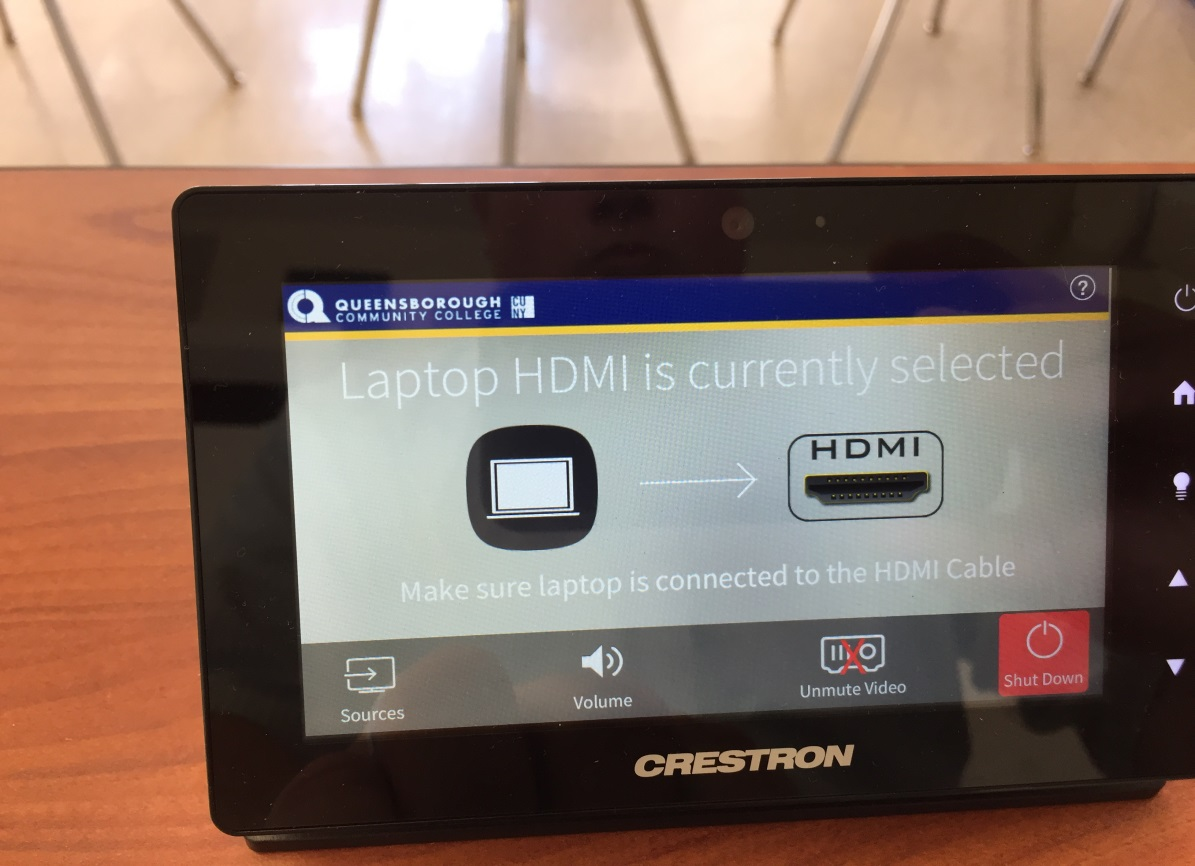 QUEENSBOROUGH
COMMUNITY COLLEGE
CU
NY
?
Laptop HDMI is currently selected
HDMI
Make sure laptop is connected to the HDMI Cable
Sources
Volume
Unmute Video
Shut Down
CRESTRON